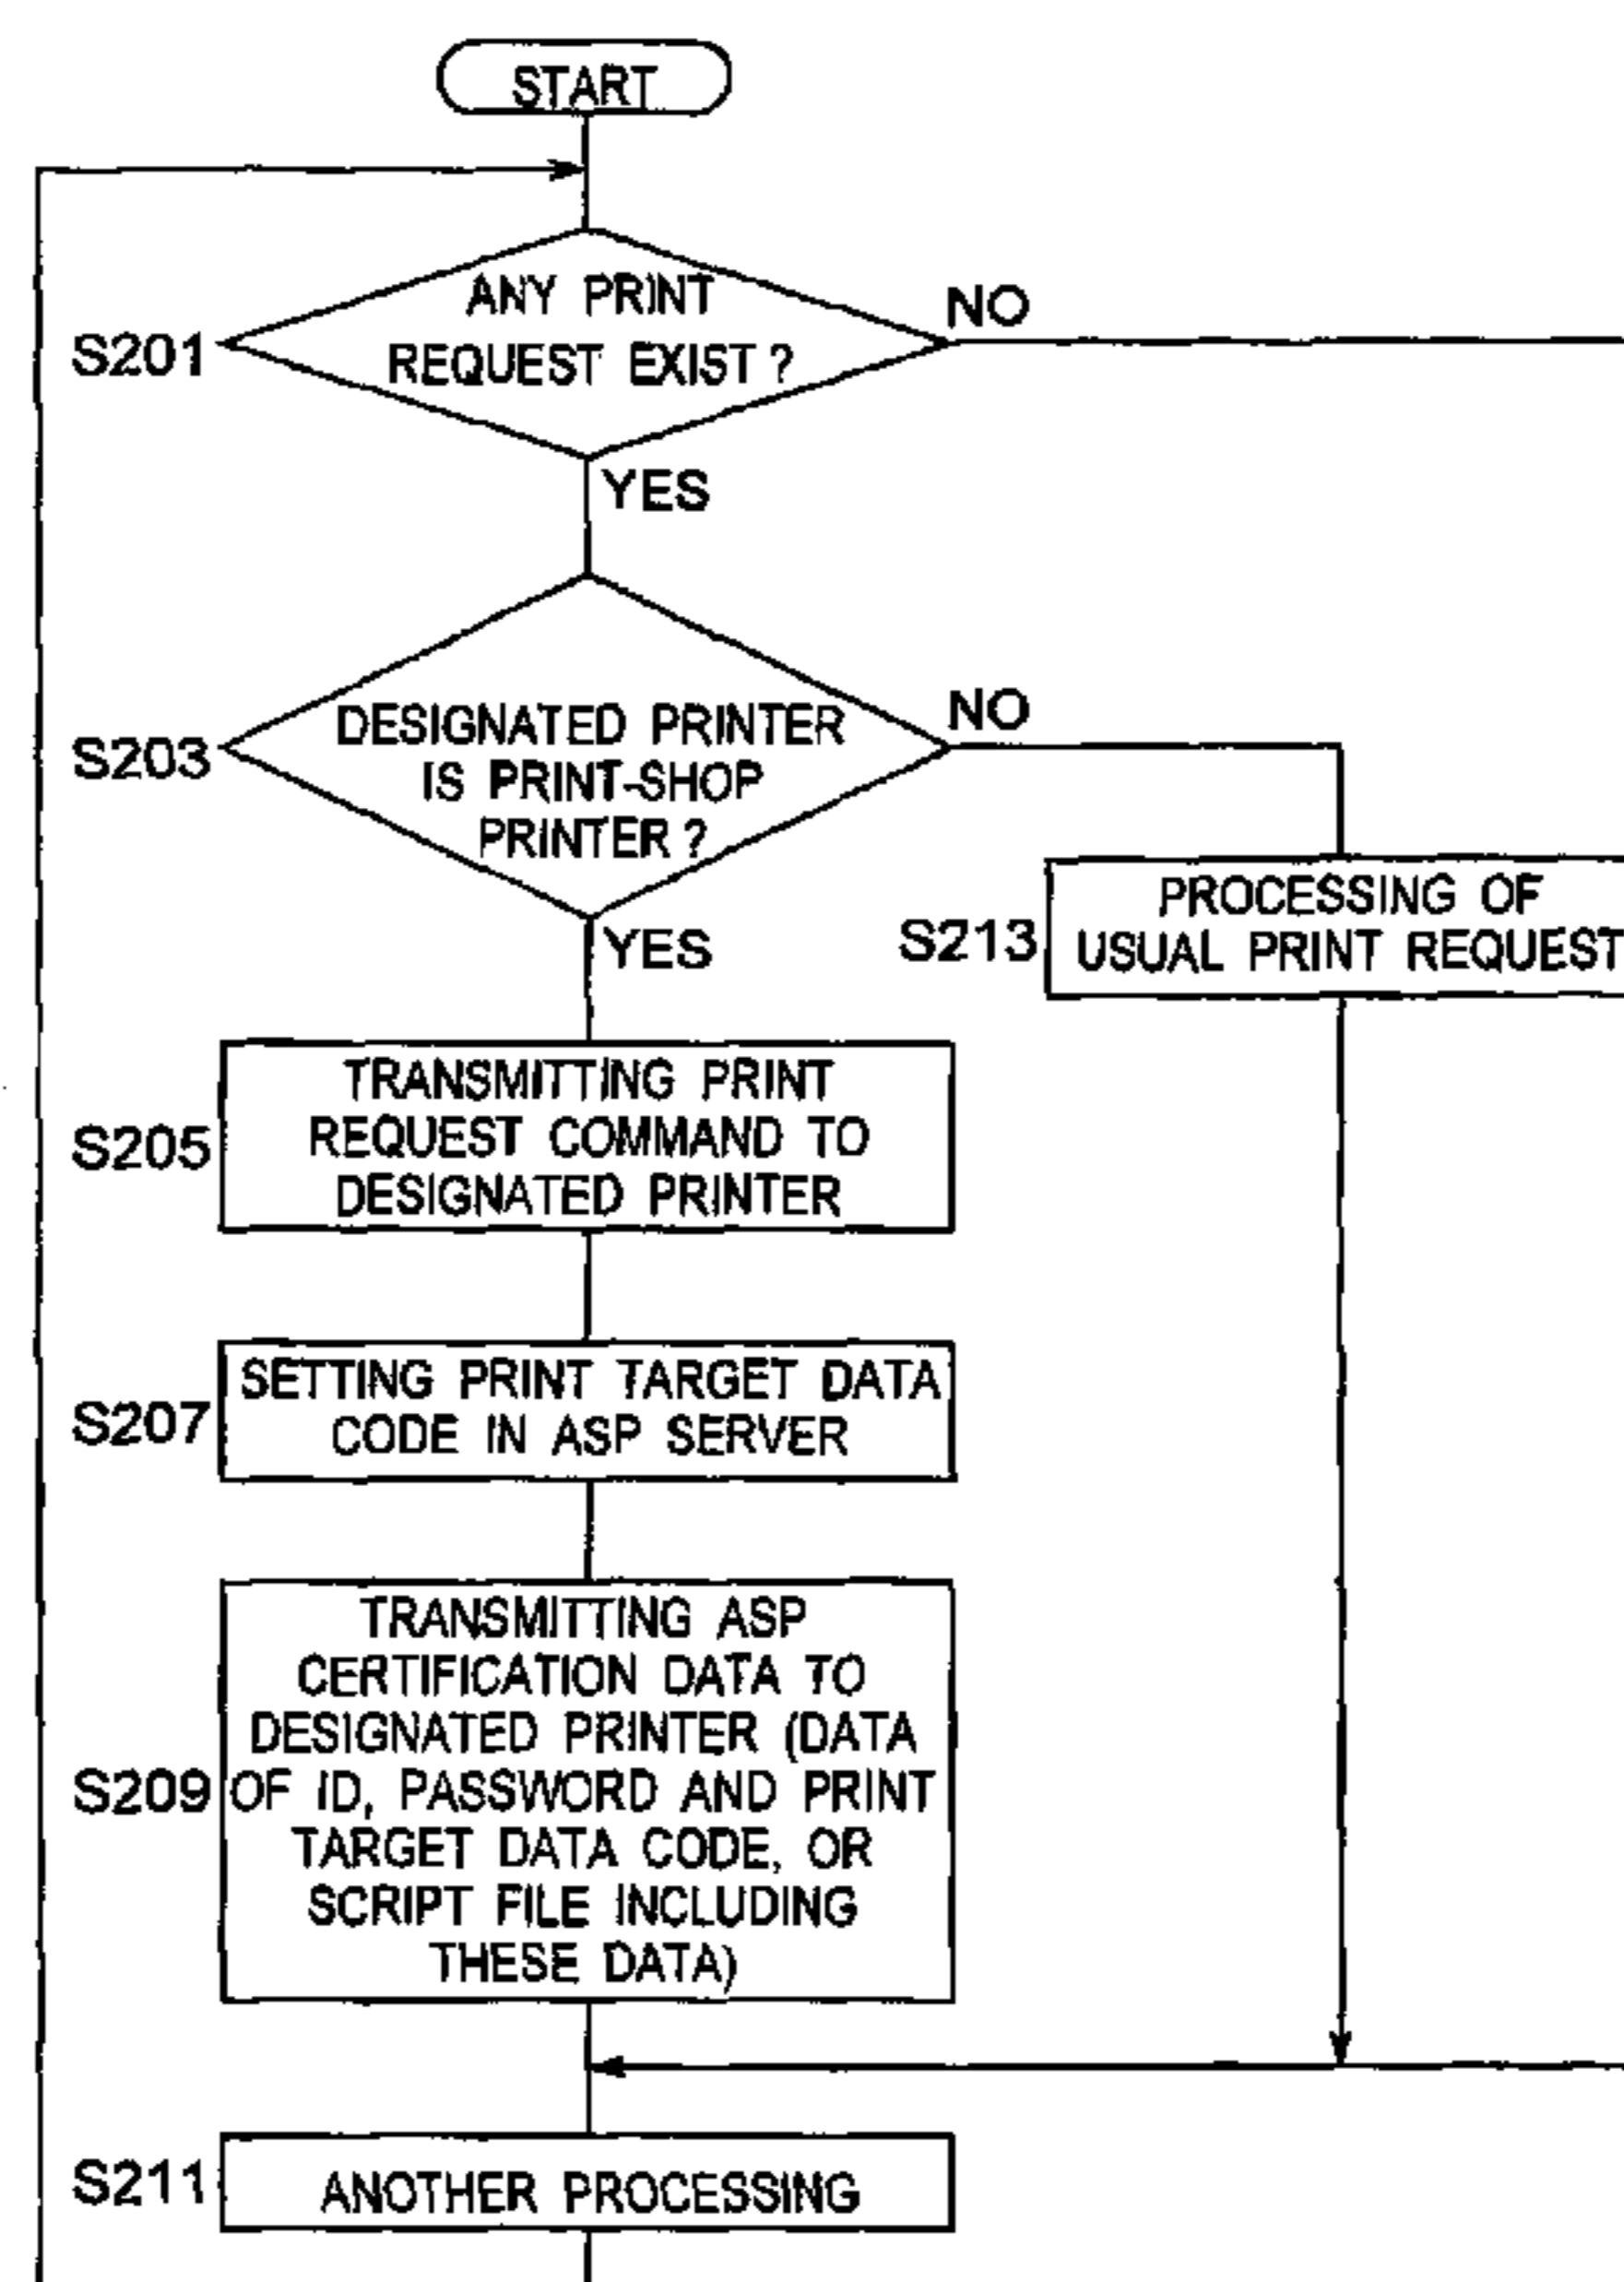 START
ANY PRINT
REQUEST EXIST?
NO
S201
YES
DESIGNATED PRINTER
IS PRINT-SHOP
PRINTER?
NO
S203
YES
PROCESSING OF
USUAL PRINT REQUEST
S213
TRANSMITTING PRINT
REQUEST COMMAND TO
DESIGNATED PRINTER
S205
SETTING PRINT TARGET DATA
CODE IN ASP SERVER
S207
TRANSMITTING ASP
CERTIFICATION DATA TO
DESIGNATED PRINTER (DATA
OF ID, PASSWORD AND PRINT
TARGET DATA CODE, OR
SCRIPT FILE INCLUDING
THESE DATA)
S209
S211
ANOTHER PROCESSING